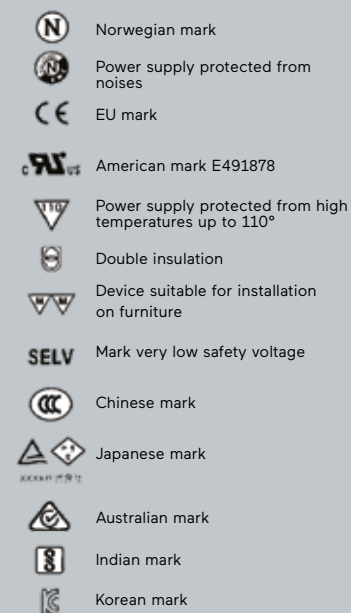 N
Norwegian mark
N
Power supply protected from
noises
CE
EU mark
c US
American mark E491878
110
Power supply protected from high
temperatures up to 110°
Double insulation
M M
Device suitable for installation
on furniture
SELV
Mark very low safety voltage
CCC
Chinese mark
Japanese mark
Australian mark
Indian mark
Korean mark